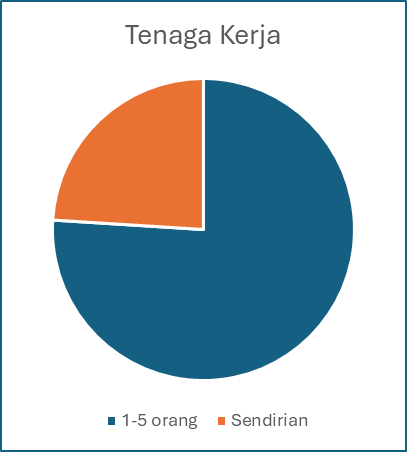 Tenaga Kerja
1-5 orang Sendirian